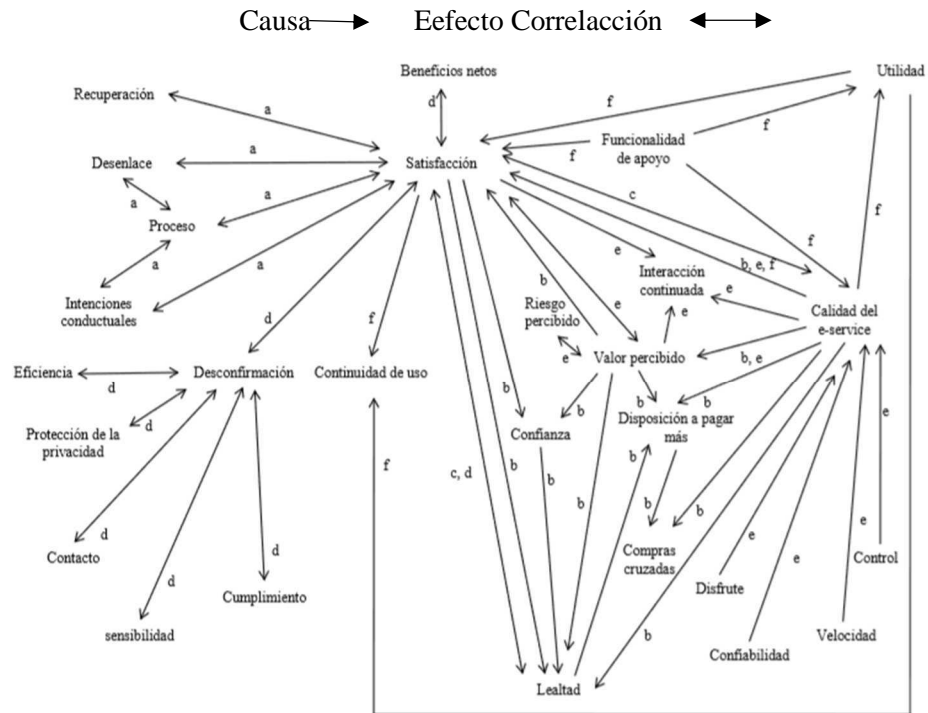 Causa Eefecto Correlacción
Beneficios netos
Utilidad
Recuperación
d
f
a
f
Funcionalidad
de apoyo
f
Desenlace
a
Satisfacción
a
a
c
f
Proceso
e
f
a
a
b, e, f
Interacción
continuada
b
e
Intenciones
conductuales
Riesgo
percibido
e
Calidad del
e-service
d
f
e
e
Valor percibido
b, e
Eficiencia
d
Desconfirmación
Continuidad de uso
b
b
b
b
Disposición a pagar
más
e
Protección de la
privacidad
d
Confianza
b
f
c, d
b
b
b
b
b
e
e
Contacto
d
d
d
Compras
cruzadas
e
Control
Disfrute
Cumplimiento
sensibilidad
b
Velocidad
Confiabilidad
Lealtad